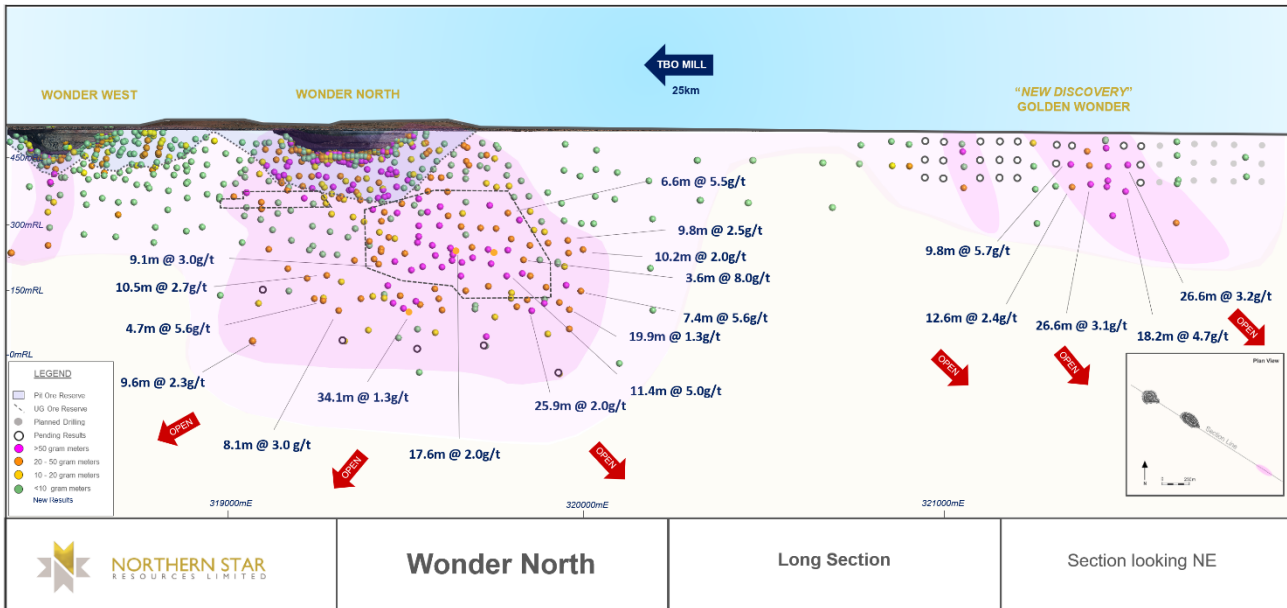 TBO MILL
25km
WONDER WEST
WONDER NORTH
"NEW DISCOVERY"
GOLDEN WONDER
450mRL
300mRL
150mRL
-0mRL
6.6m @ 5.5g/t
9.8m @ 2.5g/t
10.2m @ 2.0g/t
3.6m @ 8.0g/t
7.4m @ 5.6g/t
19.9m @ 1.3g/t
11.4m @ 5.0g/t
25.9m @ 2.0g/t
17.6m @ 2.0g/t
34.1m @ 1.3g/t
8.1m @ 3.0 g/t
9.6m @ 2.3g/t
4.7m @ 5.6g/t
10.5m @ 2.7g/t
9.1m @ 3.0g/t
9.8m @ 5.7g/t
12.6m @ 2.4g/t
26.6m @ 3.1g/t
18.2m @ 4.7g/t
26.6m @ 3.2g/t
OPEN
OPEN
OPEN
OPEN
OPEN
OPEN
LEGEND
Pit Ore Reserve
UG Ore Reserve
Planned Drilling
Pending Results
>50 gram meters
20 - 50 gram meters
10 - 20 gram meters
<10 gram meters
New Results
319000mE
320000mE
321000mE
Plan View
Section Line
N
0
NORTHERN STAR
RESOURCES LIMITED
Wonder North
Long Section
Section looking NE